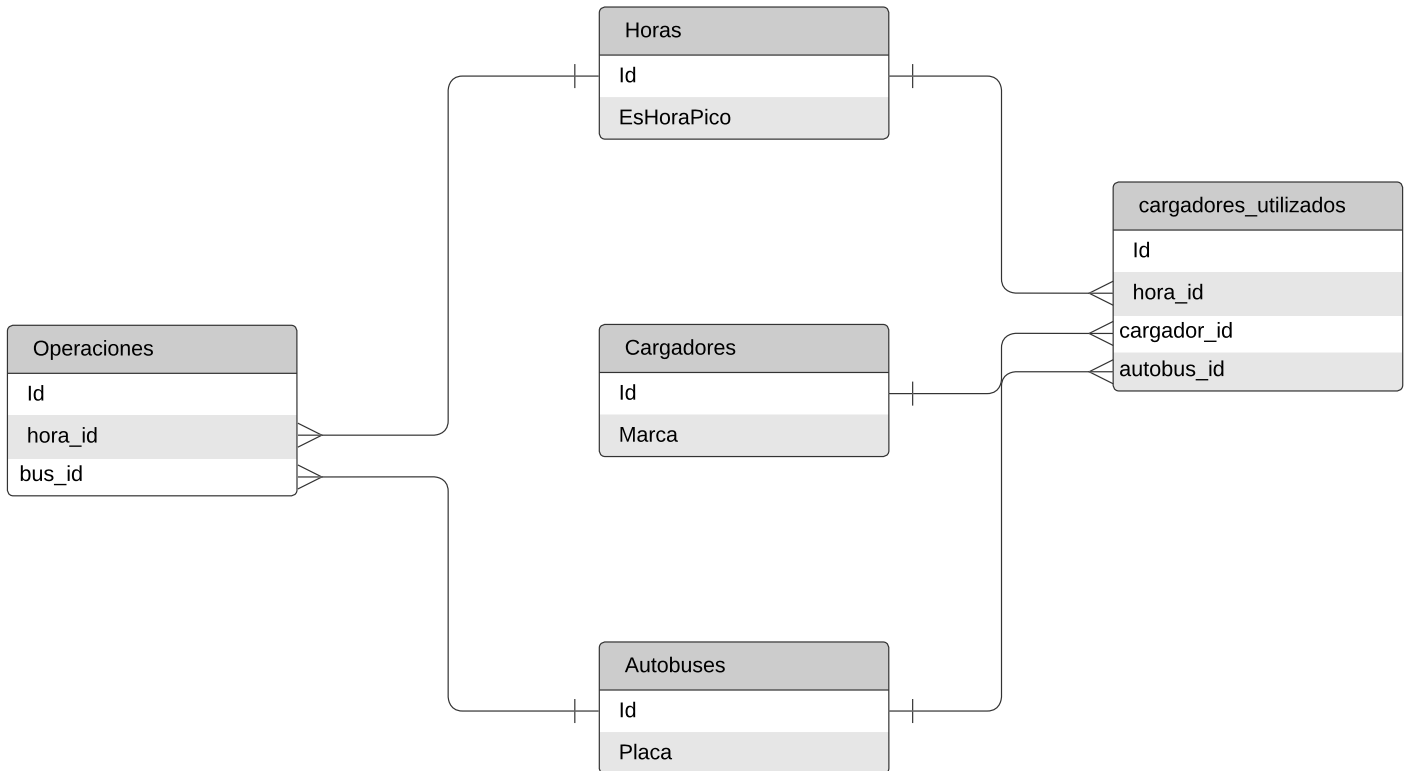 Horas
Id
EsHoraPico
cargadores_utilizados
Id
hora_id
cargador_id
autobus_id
Operaciones
Id
hora_id
bus_id
Cargadores
Id
Marca
Autobuses
Id
Placa